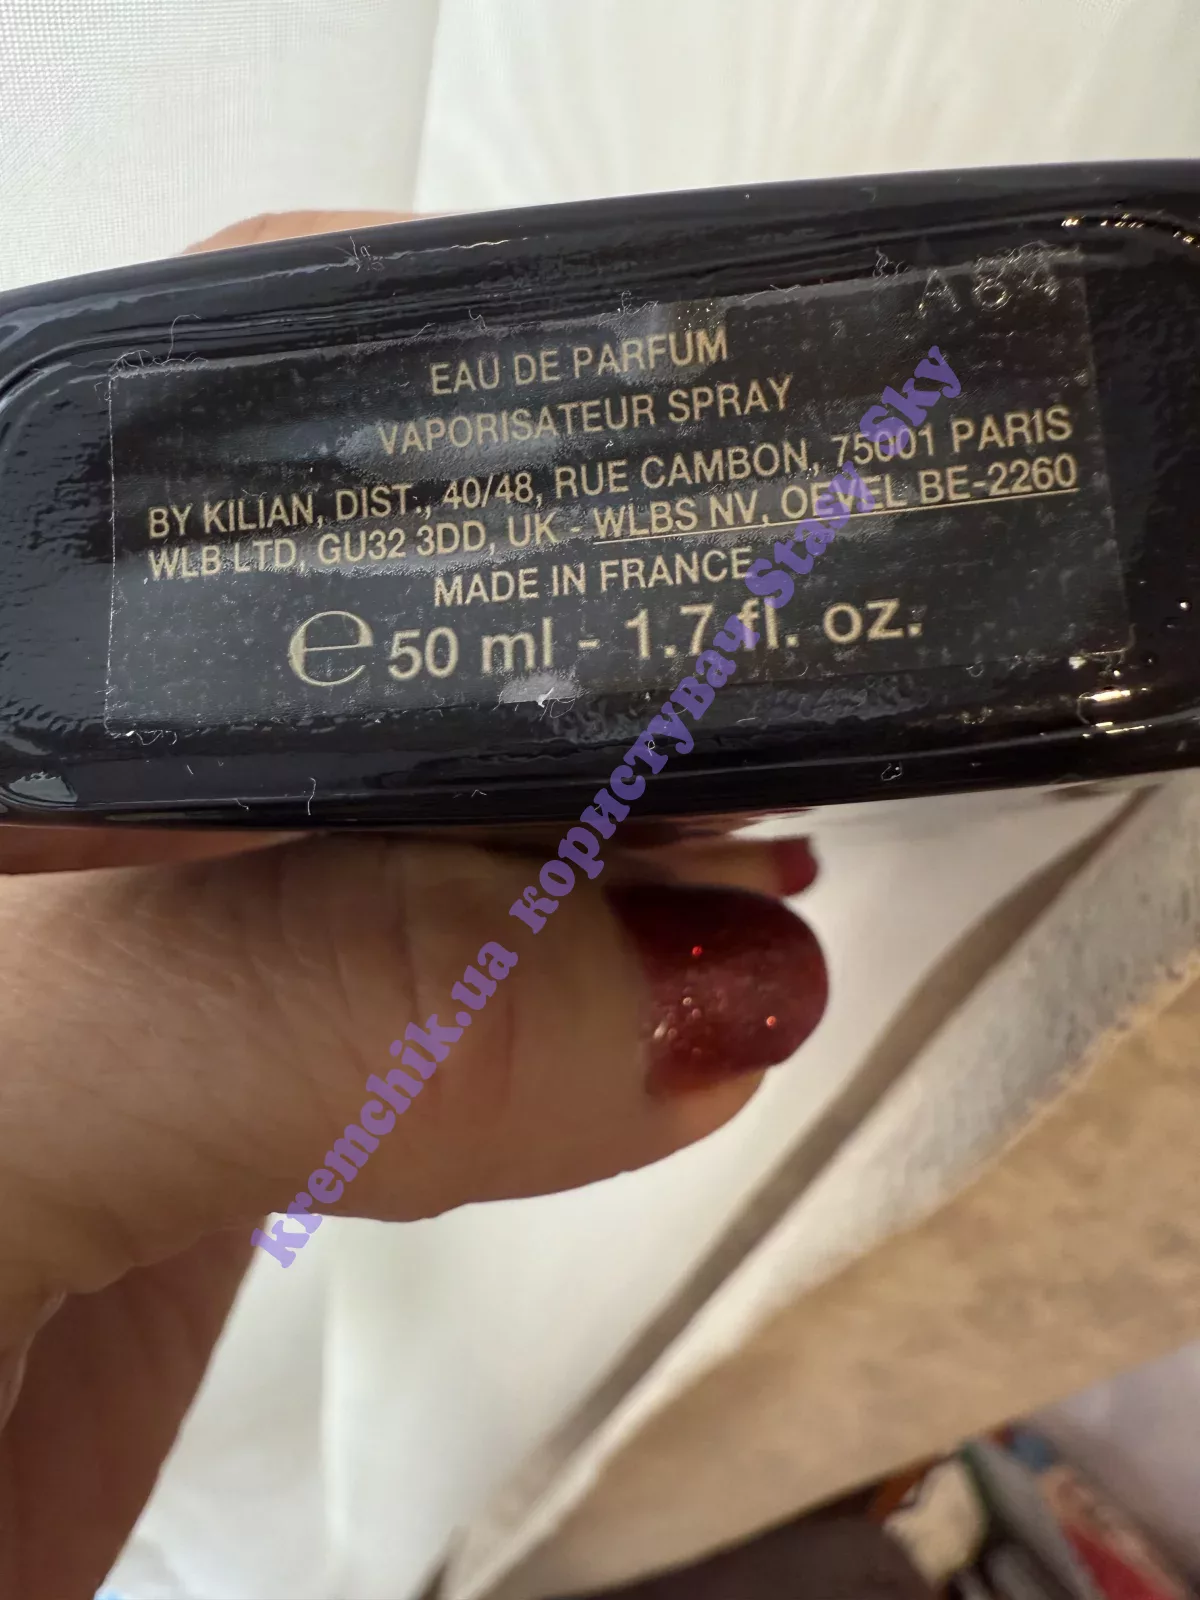 A64
EAU DE PARFUM
VAPORISATEUR SPRAY
BY KILIAN, DIST., 40/48, RUE CAMBON, 75001 PARIS
WLB LTD, GU32 3DD, UK - WLBS NV, OEVEL BE-2260
MADE IN FRANCE
e 50 ml - 1.7 fl. oz.
kremchik.ua користувач Stasy Sky